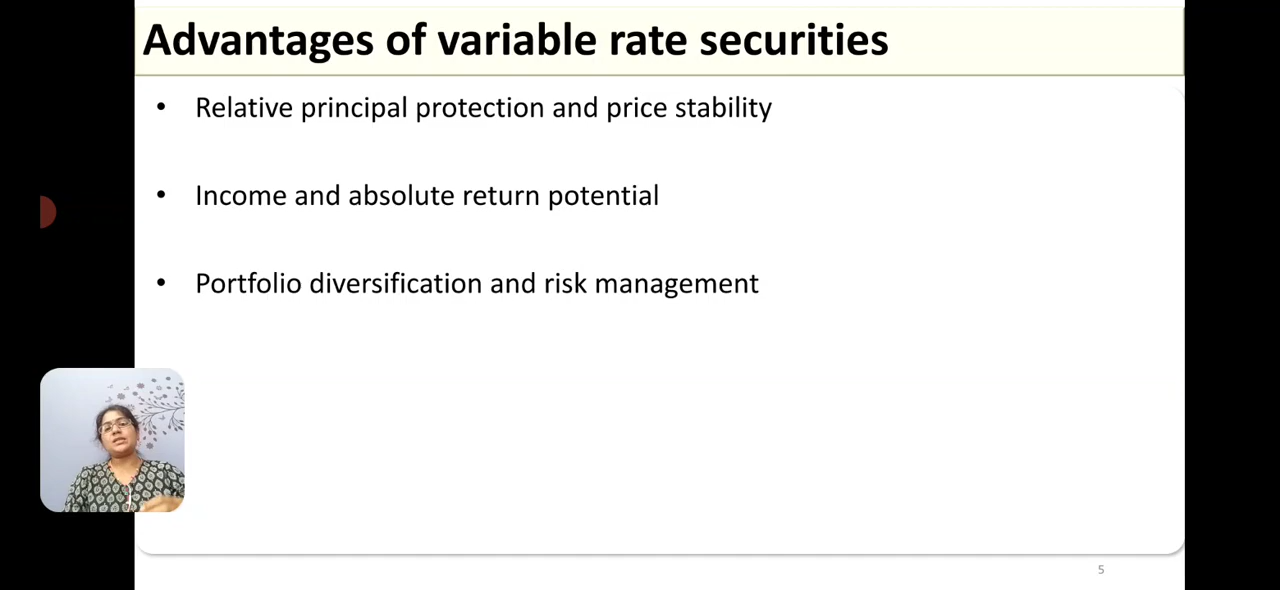 Advantages of variable rate securities
• Relative principal protection and price stability
• Income and absolute return potential
• Portfolio diversification and risk management
5